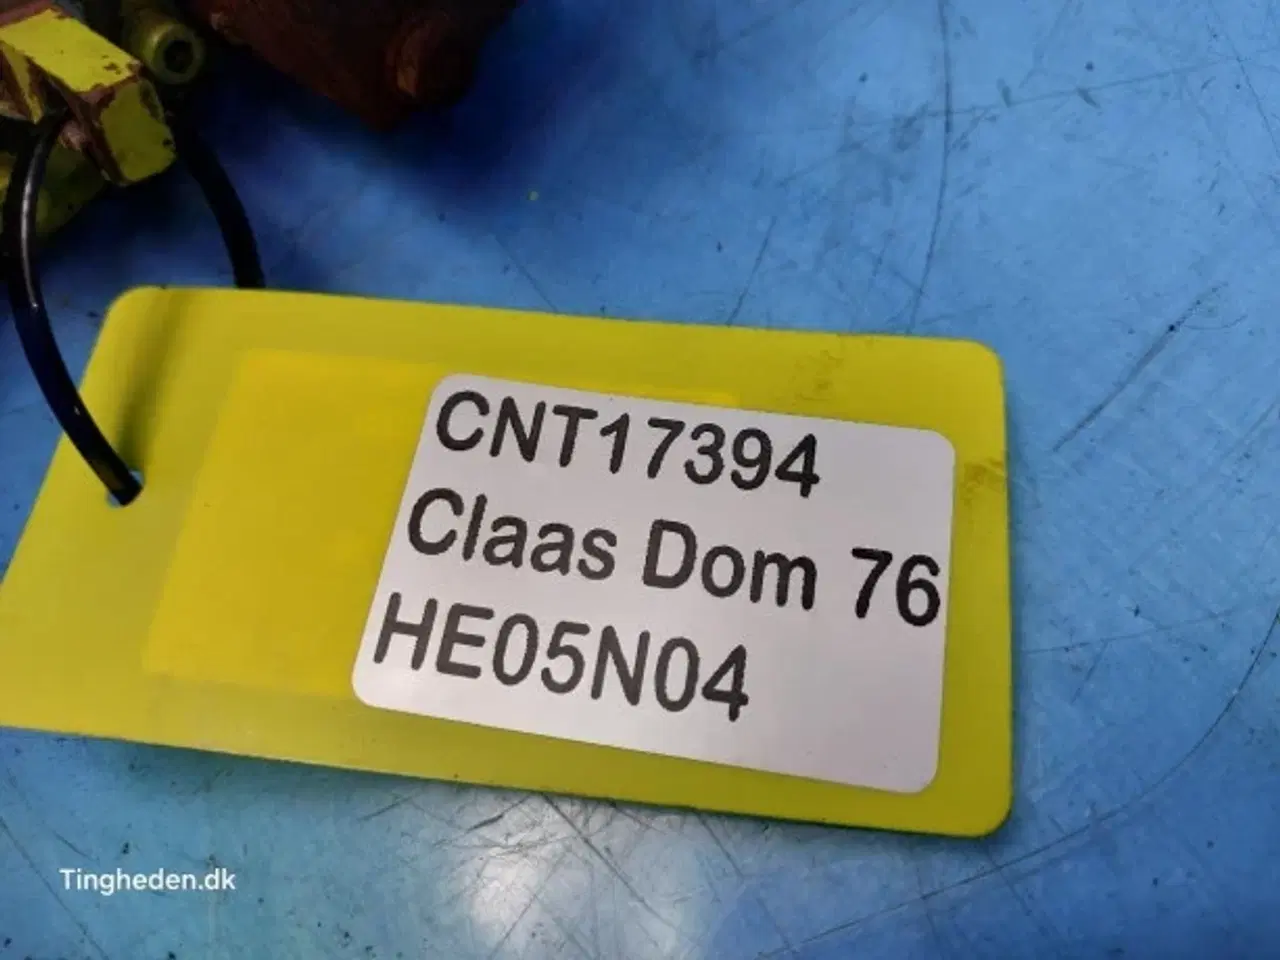 CNT17394
Claas Dom 76
HE05N04
Tingheden.dk